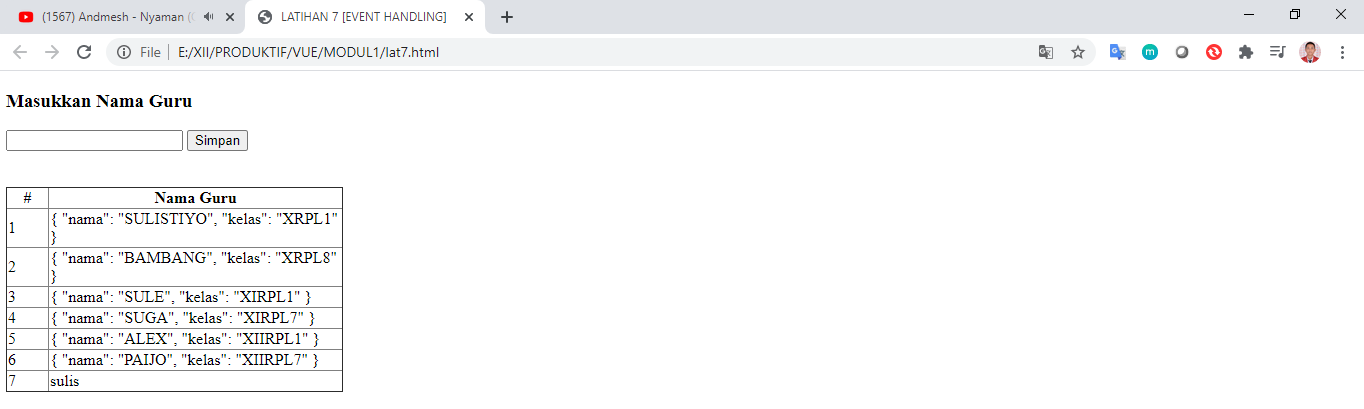 (1567) Andmesh - Nyaman (
LATIHAN 7 [EVENT HANDLING]
File
E:/XII/PRODUKTIF/VUE/MODUL1/lat7.html
Masukkan Nama Guru
Simpan
# Nama Guru
1 { "nama": "SULISTIYO", "kelas": "XRPL1"
}
2 { "nama": "BAMBANG", "kelas": "XRPL8"
}
3 { "nama": "SULE", "kelas": "XIRPL1" }
4 { "nama": "SUGA", "kelas": "XIRPL7" }
5 { "nama": "ALEX", "kelas": "XIIRPL1" }
6 { "nama": "PAIJO", "kelas": "XIIRPL7" }
7 sulis